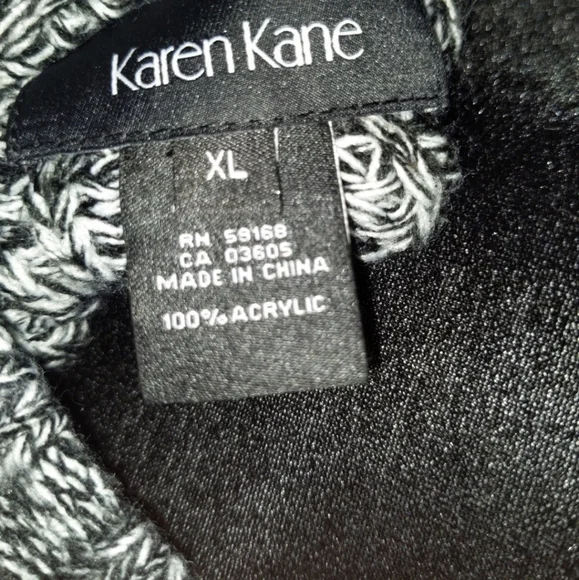 Karen Kane
XL
RN 59168
CA 03605
MADE IN CHINA
100% ACRYLIC